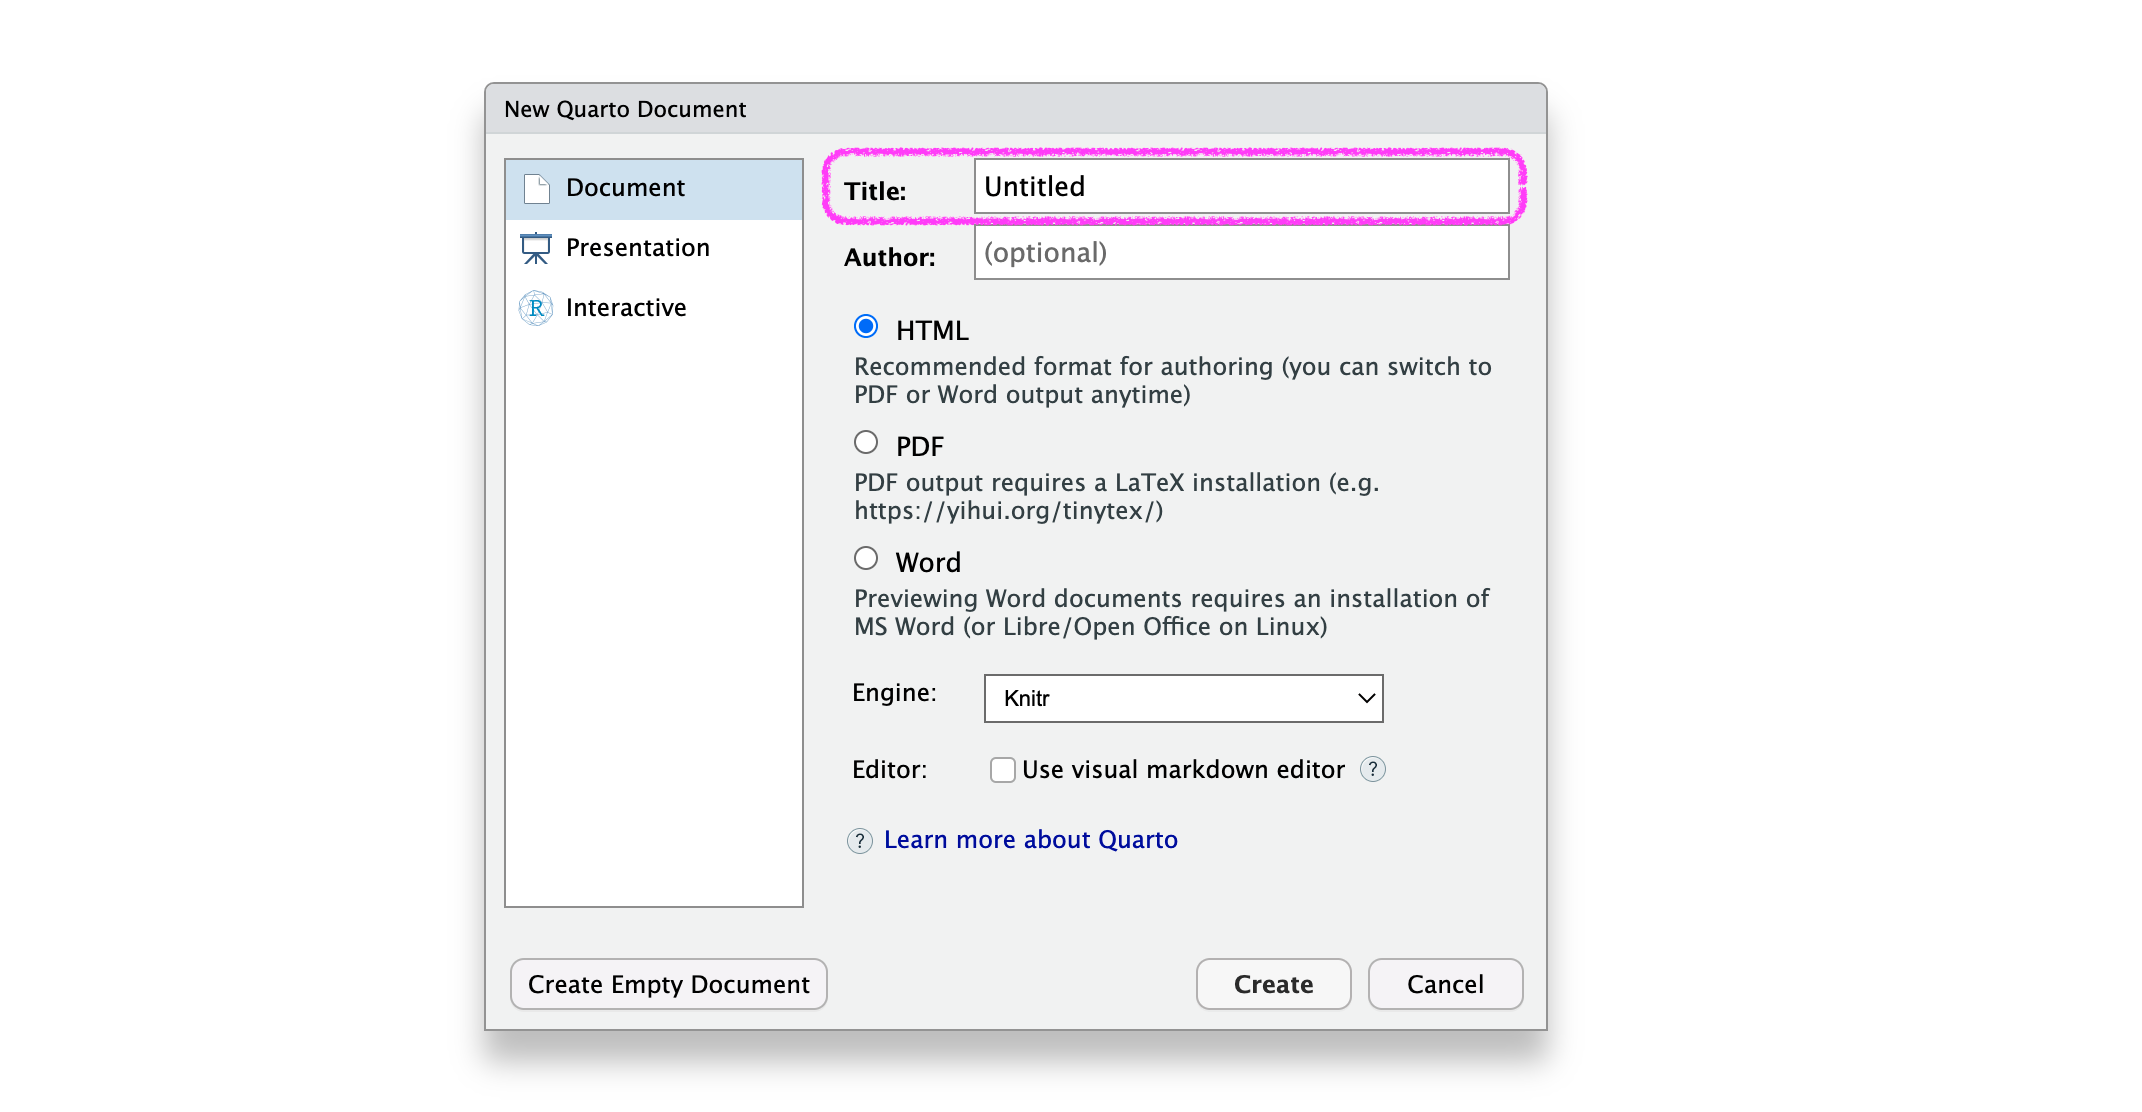 New Quarto Document
Document
Presentation
R Interactive
Title: Untitled
Author: (optional)
HTML
Recommended format for authoring (you can switch to
PDF or Word output anytime)
PDF
PDF output requires a LaTeX installation (e.g.
https://yihui.org/tinytex/)
Word
Previewing Word documents requires an installation of
MS Word (or Libre/Open Office on Linux)
Engine: Knitr
Editor: Use visual markdown editor ?
? Learn more about Quarto
Create Empty Document Create Cancel